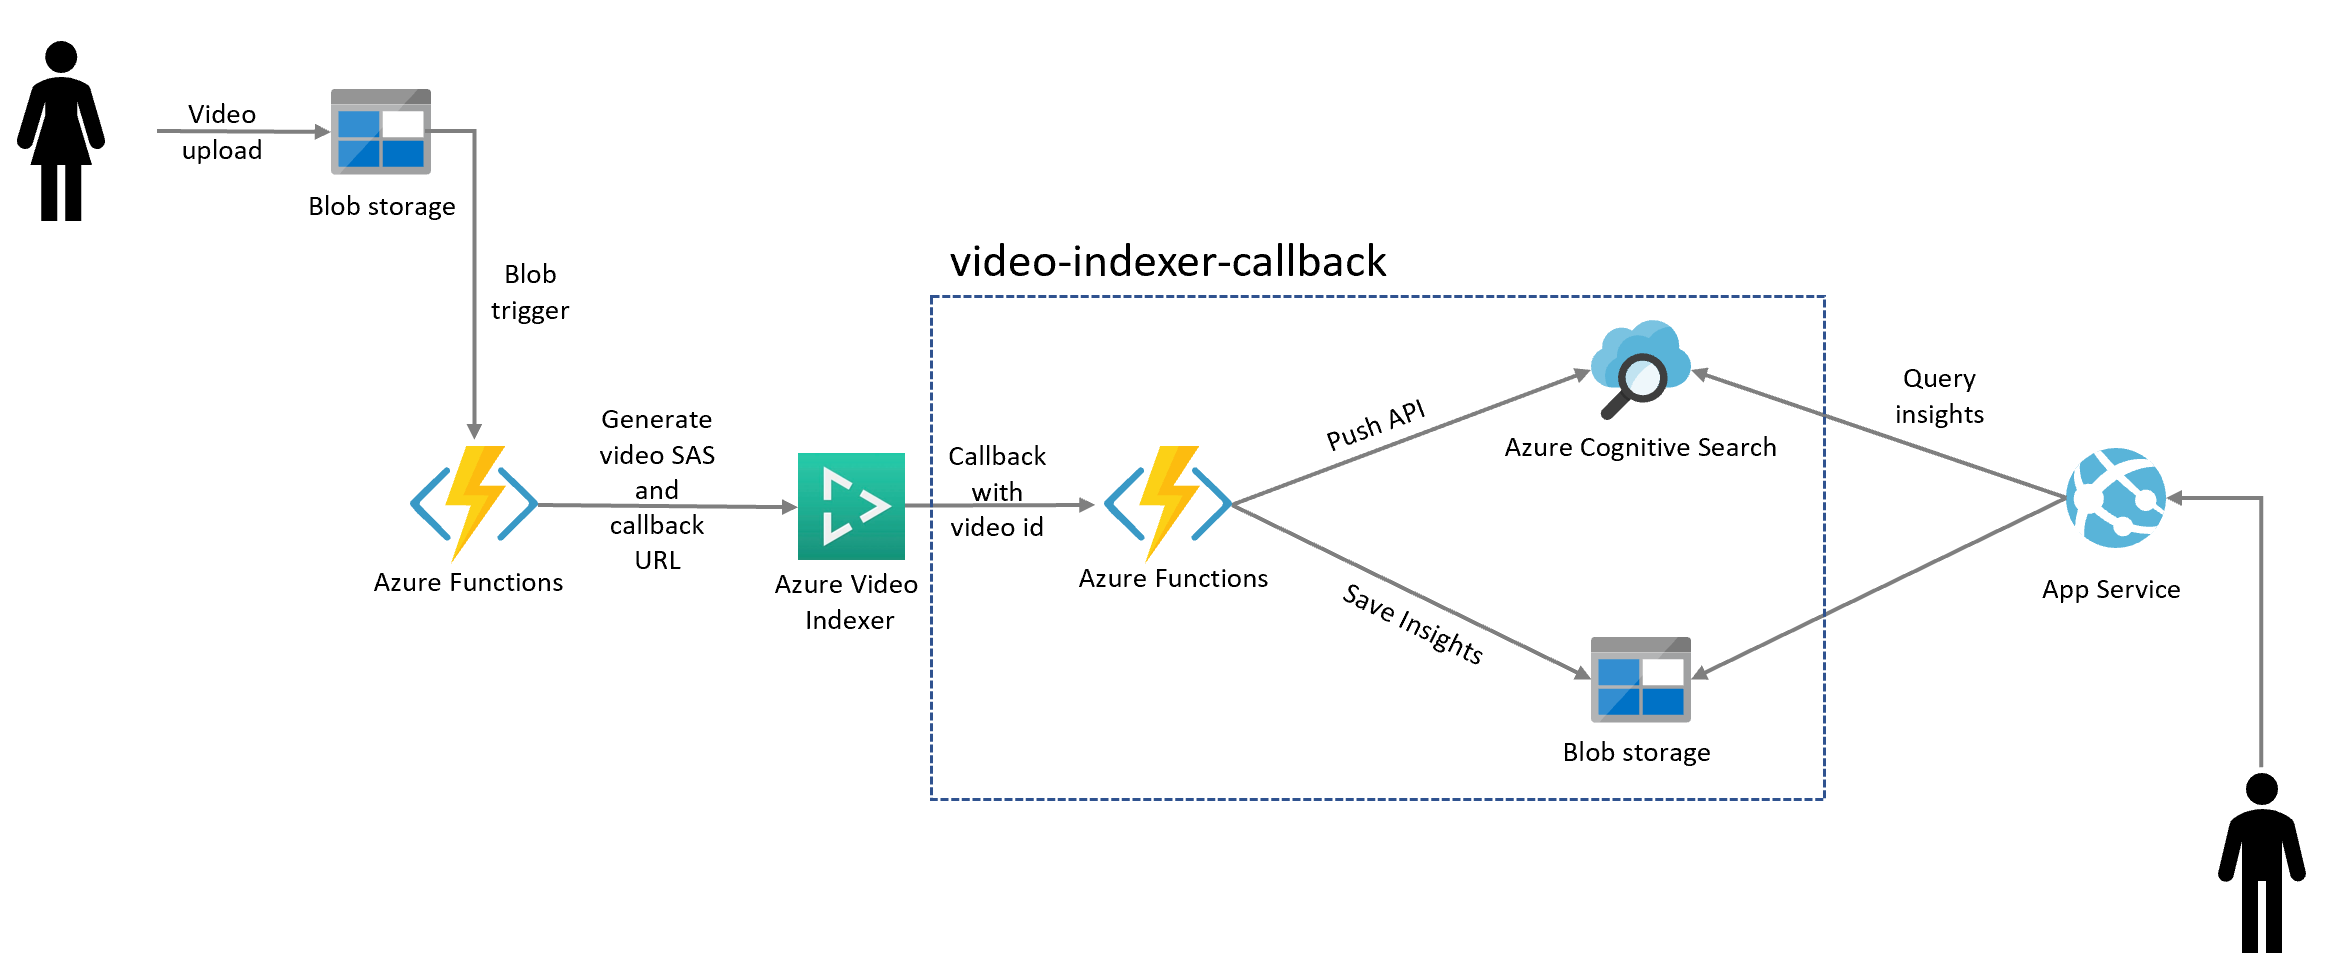 Video
upload
Blob storage
Blob
trigger
Generate
video SAS
and
callback
URL
Azure Functions
Azure Video
Indexer
video-indexer-callback
Callback
with
video id
Azure Functions
Push API
Save Insights
Azure Cognitive Search
Blob storage
Query
insights
App Service